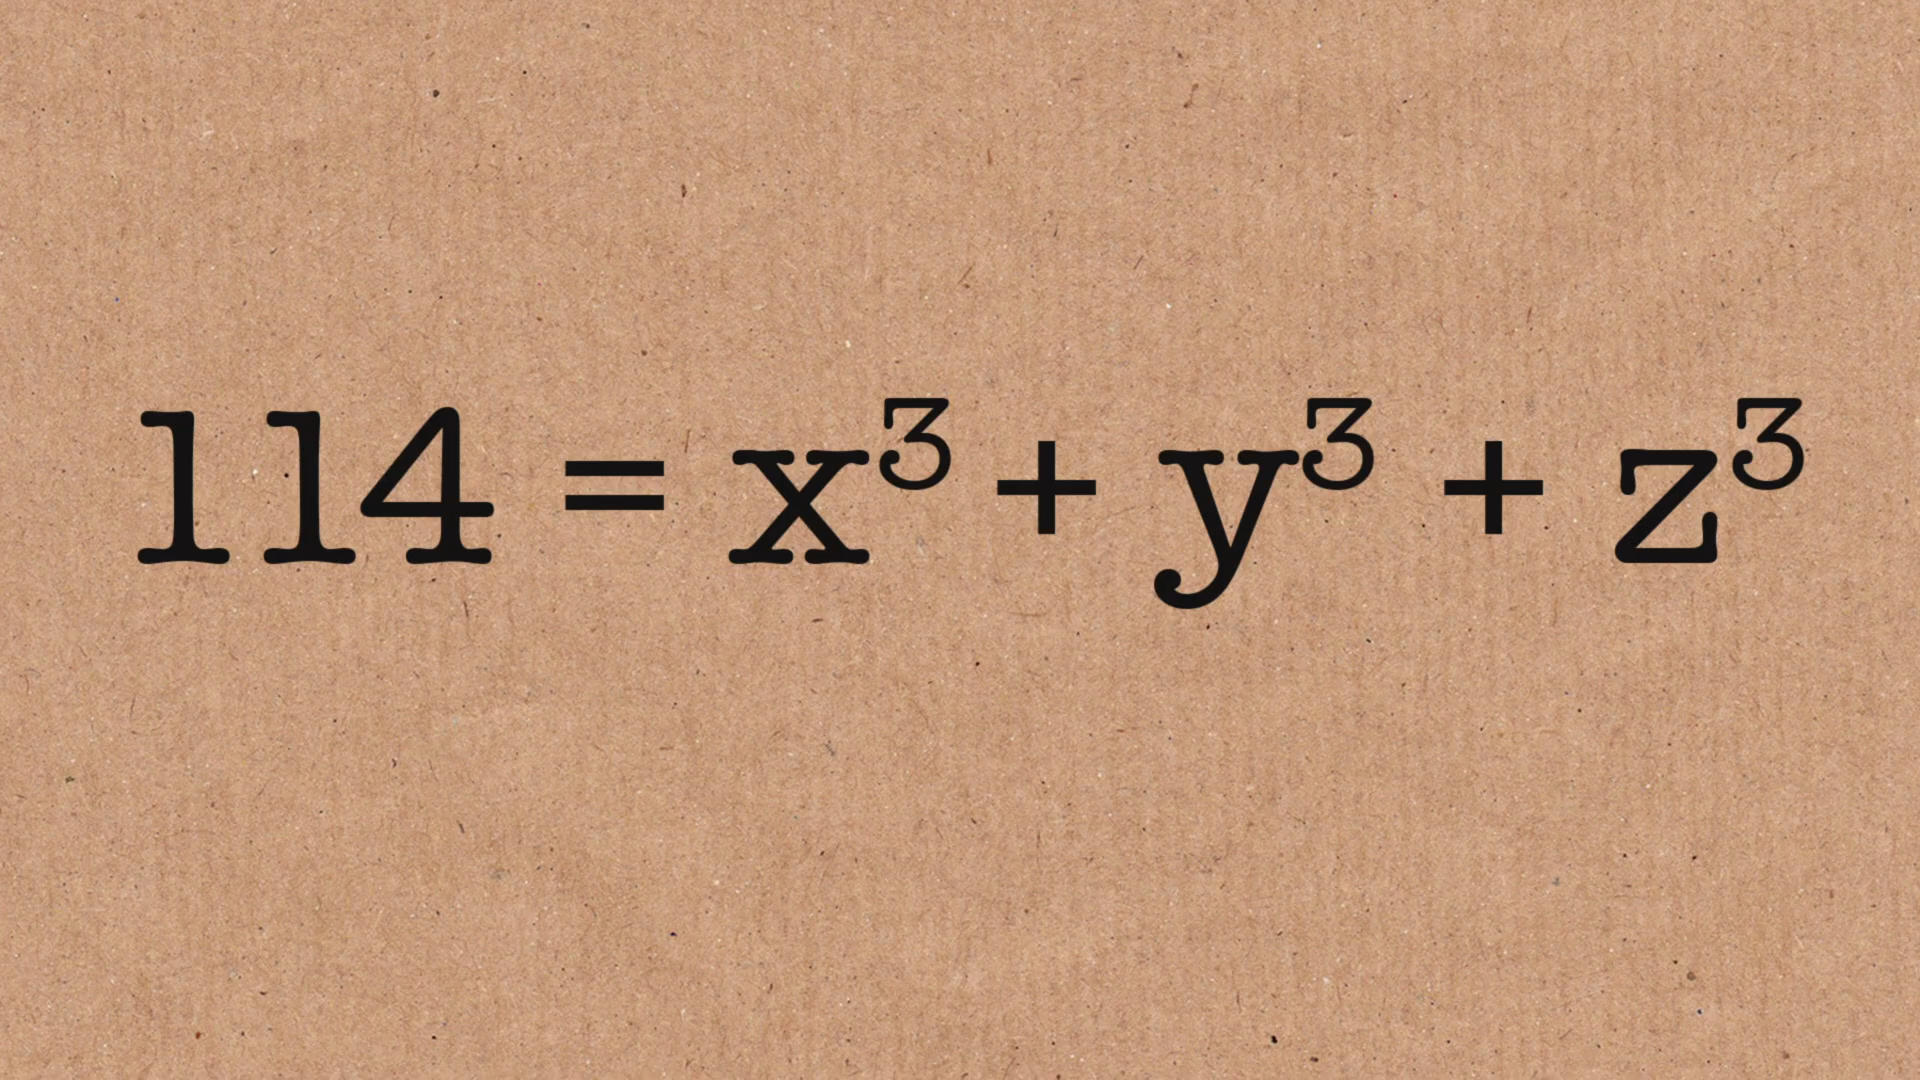 114 = x³ + y³ + z³